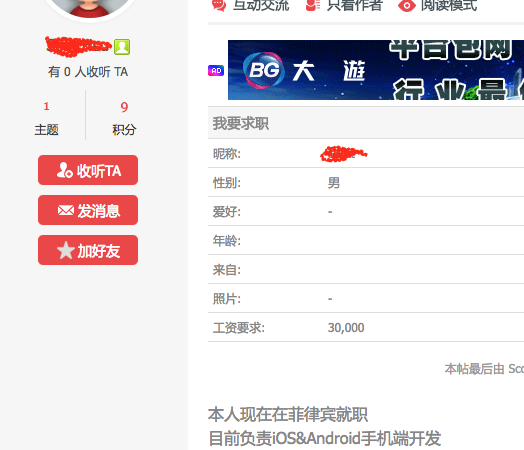 互动交流 只看作者 阅读模式
有 0 人收听 TA
1 9
主题 积分
收听TA
发消息
加好友
AD
BG 大 遊
平台包网
我要求职
昵称:
性别: 男
爱好: -
年龄:
来自:
照片: -
工资要求: 30,000
本帖最后由 Sco
本人现在在菲律宾就职
目前负责iOS&Android手机端开发